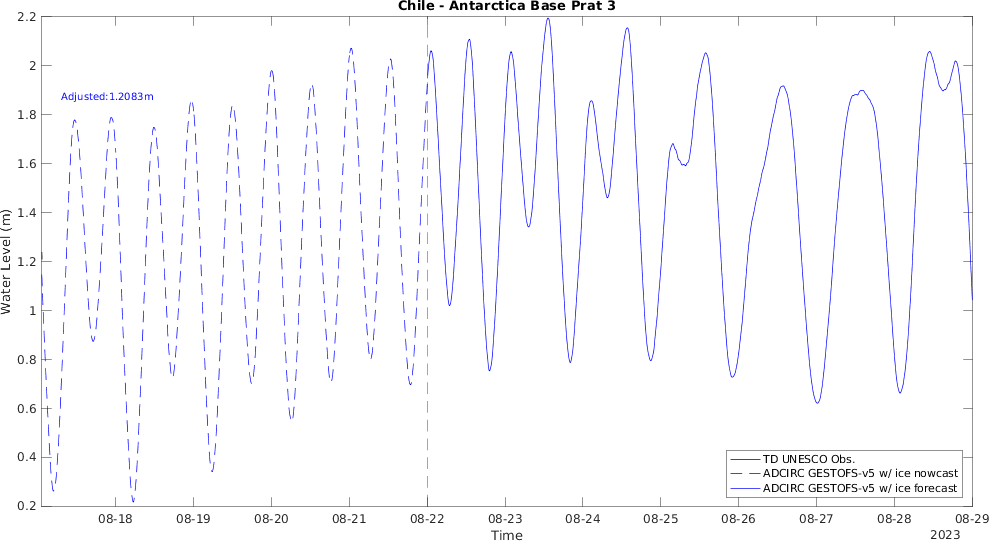 Chile - Antarctica Base Prat 3
2.2
2
1.8
1.6
1.4
1.2
1
0.8
0.6
0.4
0.2
Water Level (m)
Adjusted:1.2083m
TD UNESCO Obs.
ADCIRC GESTOFS-v5 w/ ice nowcast
ADCIRC GESTOFS-v5 w/ ice forecast
08-18 08-19 08-20 08-21 08-22 08-23 08-24 08-25 08-26 08-27 08-28 08-29
Time
2023